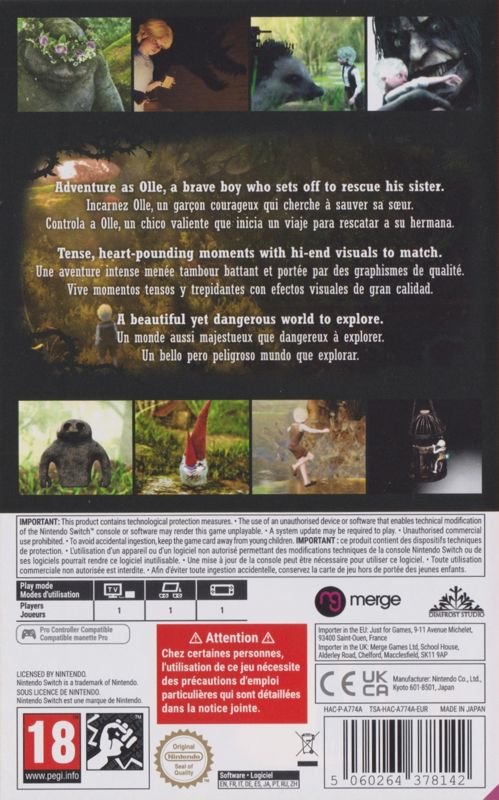 Adventure as Olle, a brave boy who sets off to rescue his sister.
Incarnez Olle, un garçon courageux qui cherche à sauver sa sœur.
Controla a Olle, un chico valiente que inicia un viaje para rescatar a su hermana.
Tense, heart-pounding moments with hi-end visuals to match.
Une aventure intense menée tambour battant et portée par des graphismes de qualité.
Vive momentos tensos y trepidantes con efectos visuales de gran calidad.
A beautiful yet dangerous world to explore.
Un monde aussi majestueux que dangereux à explorer.
Un bello pero peligroso mundo que explorar.
IMPORTANT: This product contains technological protection measures. • The use of an unauthorised device or software that enables technical modification
of the Nintendo Switch™ console or software may render this game unplayable. • A system update may be required to play. • Unauthorised commercial
use prohibited. • To avoid accidental ingestion, keep the game card away from young children. IMPORTANT : ce produit contient des dispositifs techniques
de protection. • L'utilisation d'un appareil ou d'un logiciel non autorisé permettant des modifications techniques de la console Nintendo Switch ou de
ses logiciels pourrait rendre ce logiciel inutilisable. • Une mise à jour de la console peut être nécessaire pour utiliser ce logiciel. • Toute utilisation
commerciale non autorisée est interdite. • Afin d'éviter toute ingestion accidentelle, conservez la carte de jeu hors de portée des jeunes enfants.
Play mode
Modes d'utilisation
TV
Players
Joueurs
1
1
1
Pro Controller Compatible
Compatible manette Pro
LICENSED BY NINTENDO.
Nintendo Switch is a trademark of Nintendo.
SOUS LICENCE DE NINTENDO.
Nintendo Switch est une marque de Nintendo.
⚠ Attention ⚠
Chez certaines personnes,
l'utilisation de ce jeu nécessite
des précautions d'emploi
particulières qui sont détaillées
dans la notice jointe.
merge
DIMFROST STUDIO
Importer in the EU: Just for Games, 9-11 Avenue Michelet,
93400 Saint-Ouen, France
Importer in the UK: Merge Games Ltd, School House,
Alderley Road, Chelford, Macclesfield, SK11 9AP
CE
UK
CA
Manufacturer: Nintendo Co., Ltd.,
Kyoto 601-8501, Japan
HAC-P-A774A TSA-HAC-A774A-EUR MADE IN JAPAN
18
www.pegi.info
Original
Nintendo
Seal of
Quality
Software • Logiciel
EN, FR, IT, DE, ES, JA, PT, RU, ZH
5 060264 378142